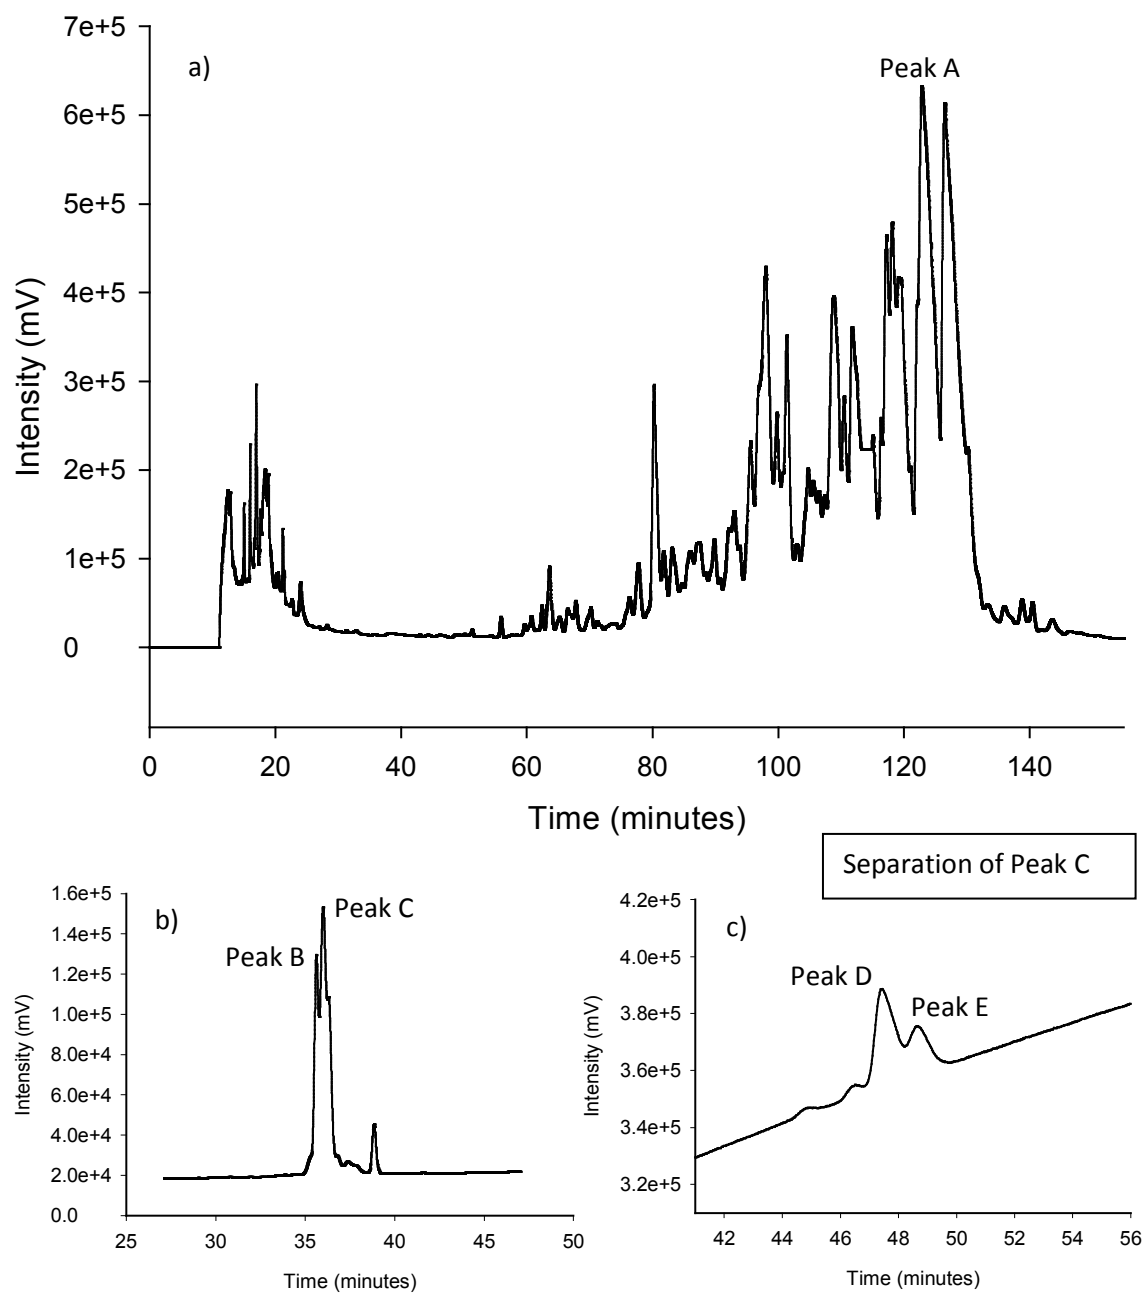 a)
Peak A
7e+5
6e+5
5e+5
4e+5
3e+5
2e+5
1e+5
0
Intensity (mV)
0 20 40 60 80 100 120 140
Time (minutes)
b)
Peak B
Peak C
1.6e+5
1.4e+5
1.2e+5
1.0e+5
8.0e+4
6.0e+4
4.0e+4
2.0e+4
0.0
Intensity (mV)
25 30 35 40 45 50
Time (minutes)
Separation of Peak C
c)
Peak D
Peak E
4.2e+5
4.0e+5
3.8e+5
3.6e+5
3.4e+5
3.2e+5
Intensity (mV)
42 44 46 48 50 52 54 56
Time (minutes)